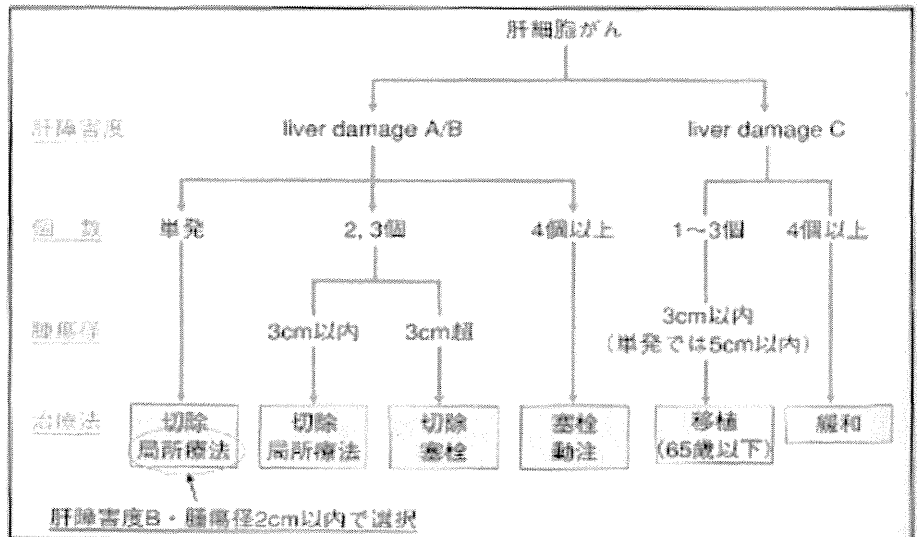 肝細胞がん
肝障害度 liver damage A/B liver damage C
個 数 単発 2, 3個 4個以上 1〜3個 4個以上
腫瘍径 3cm以内 3cm超 3cm以内
(単発では5cm以内)
治療法 切除 切除 切除 塞栓 移植 緩和
局所療法 局所療法 塞栓 動注 (65歳以下)
肝障害度B・腫瘍径2cm以内で選択